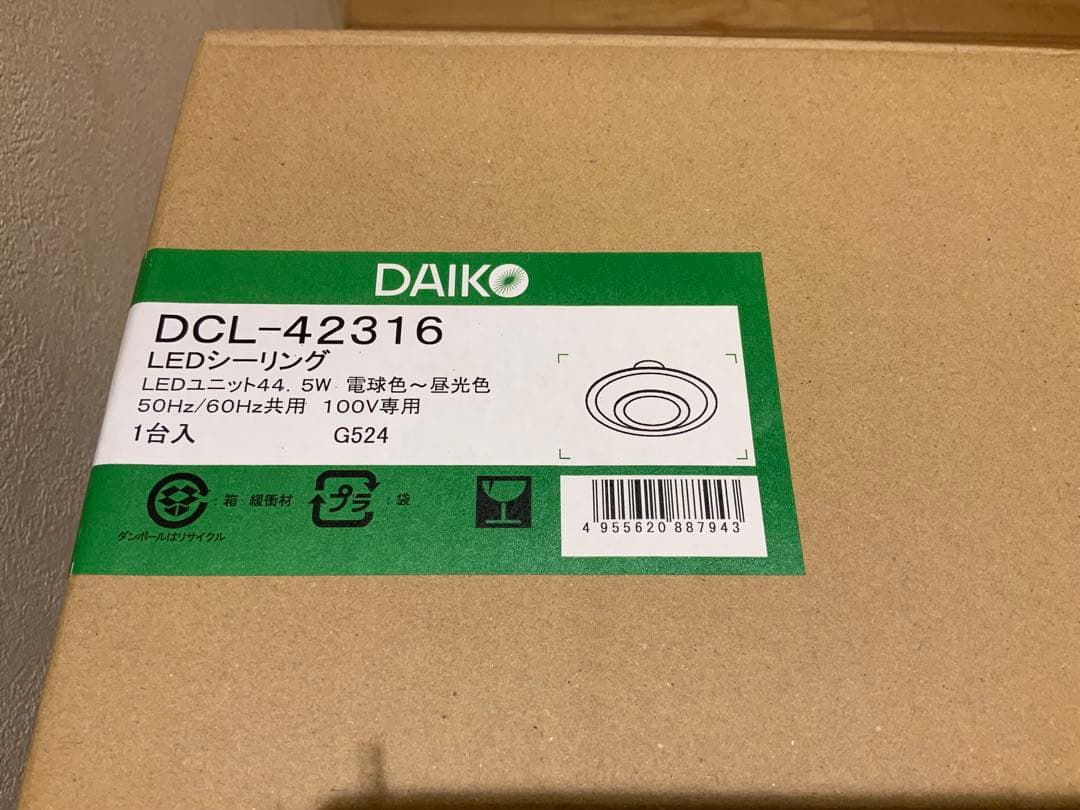 DAIKO
DCL-42316
LEDシーリング
LEDユニット44.5W 電球色～昼光色
50Hz/60Hz共用 100V専用
1台入 G524
:箱・緩衝材 プラ :袋
ダンボールはリサイクル
4 955620 887943